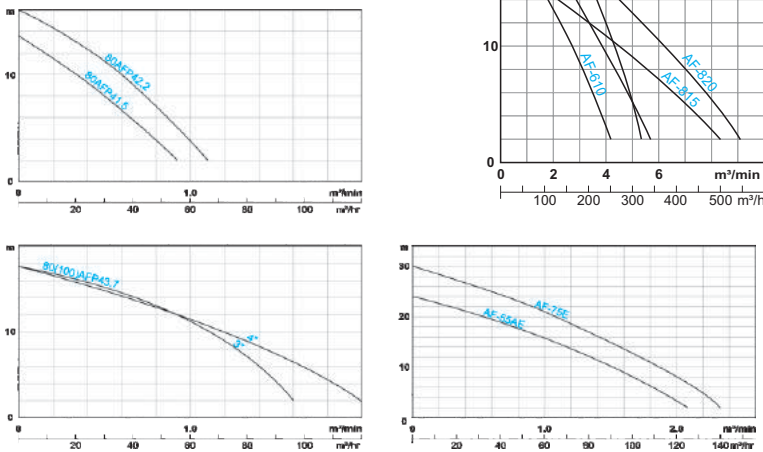 m
10
80AFP42.2
80AFP41.5
0
0 1.0 m³/min
20 40 60 80 100 m³/hr
10
AF-610
AF-815
AF-820
0
2 4 6 m³/min
100 200 300 400 500 m³/h
m
80(100)AFP43.7
10
4"
3"
0
0 1.0 m³/min
20 40 60 80 100 m³/hr
m
30
20
10
0
AF-75E
AF-55AE
0 1.0 2.0 m³/min
20 40 60 80 100 120 140 m³/hr